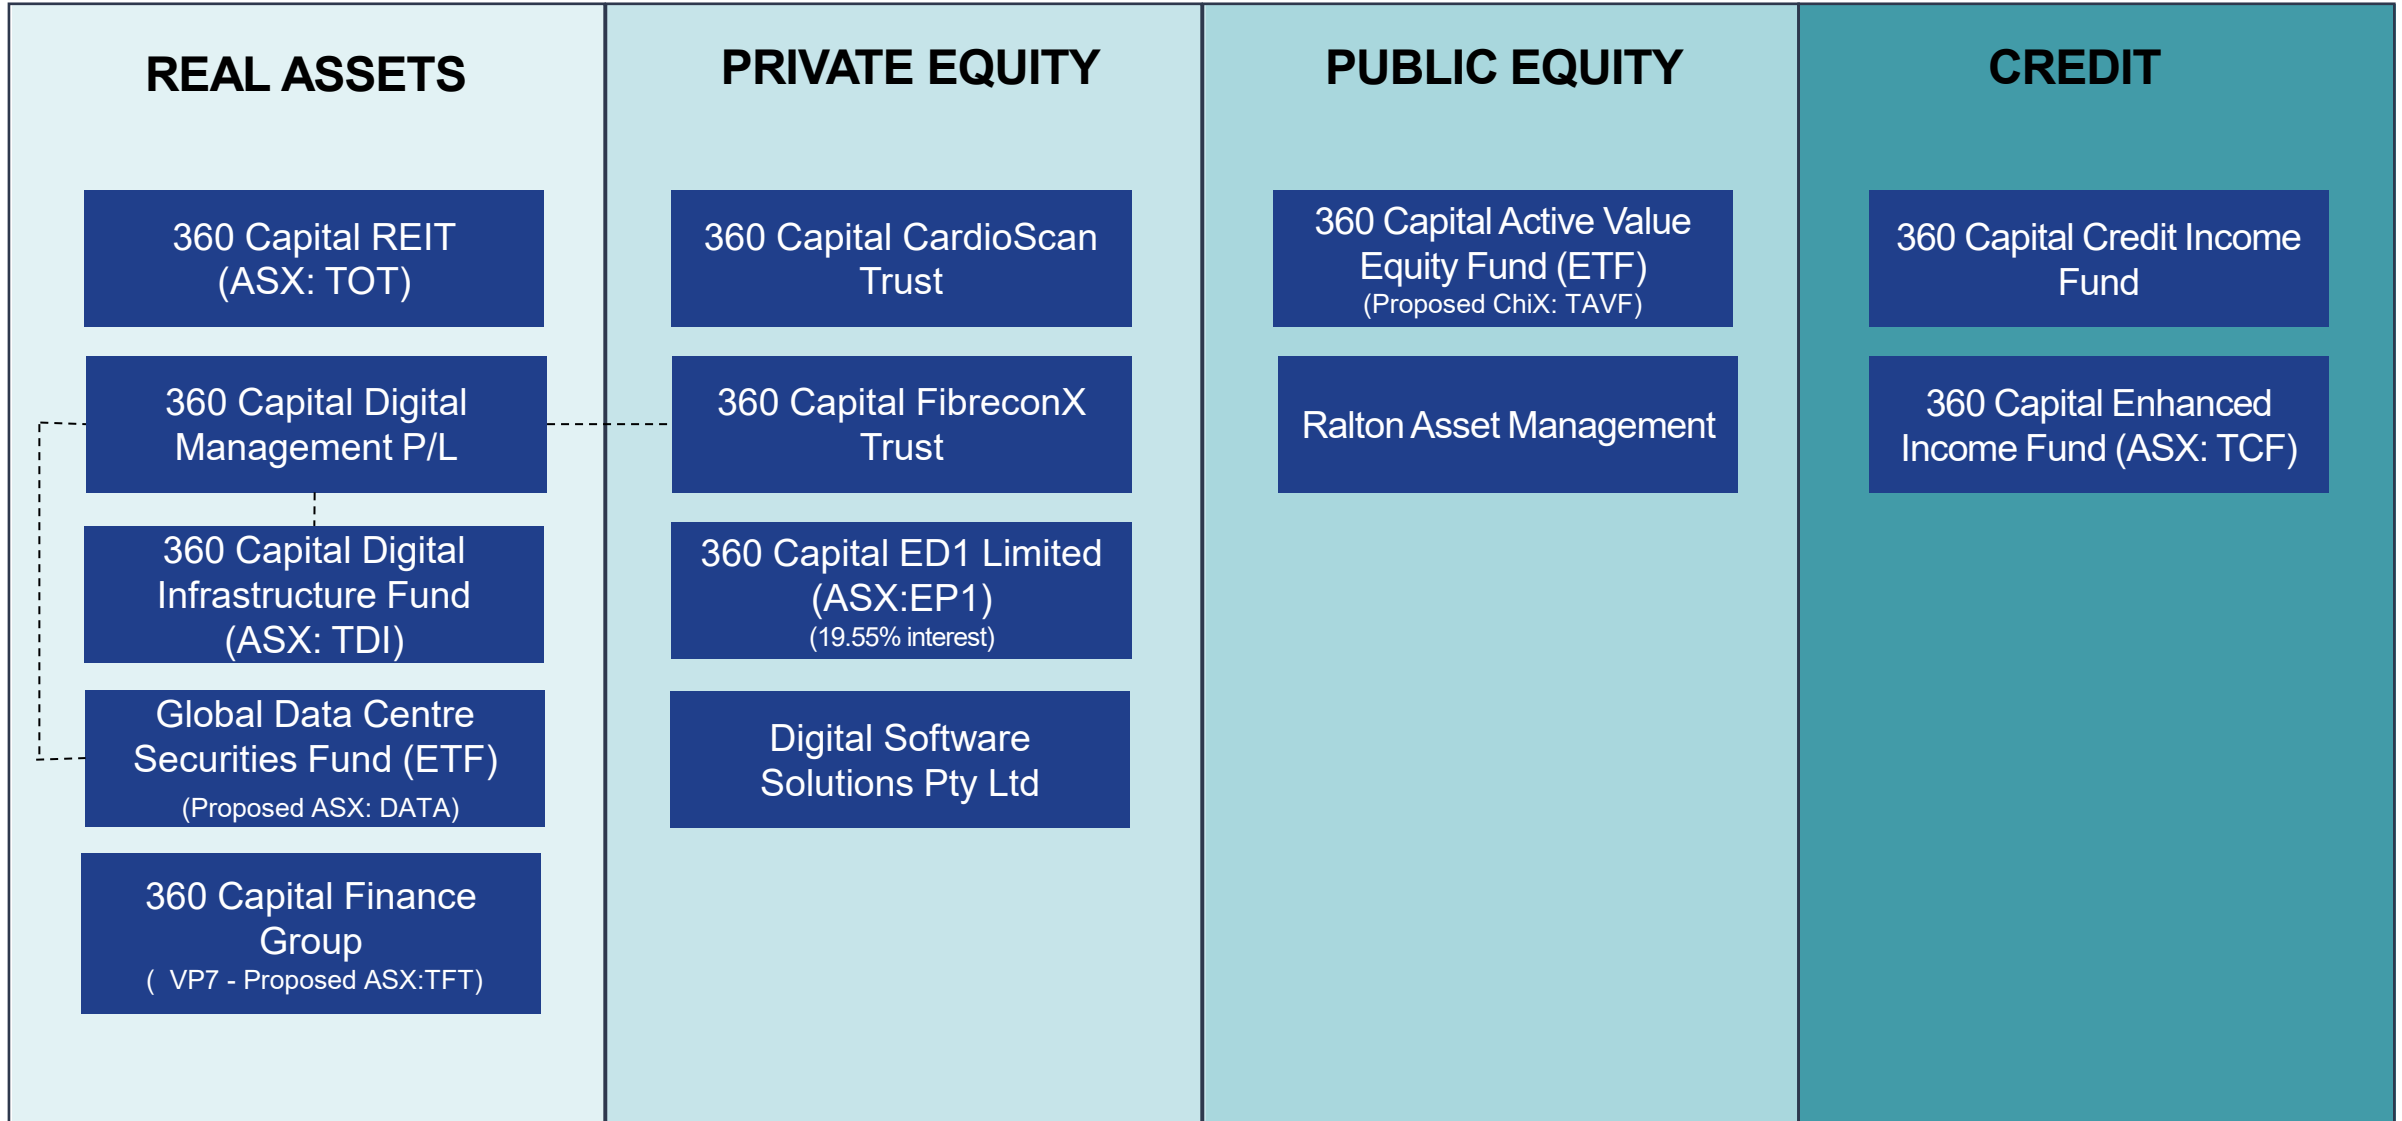 REAL ASSETS
360 Capital REIT
(ASX: TOT)
360 Capital Digital
Management P/L
360 Capital Digital
Infrastructure Fund
(ASX: TDI)
Global Data Centre
Securities Fund (ETF)
(Proposed ASX: DATA)
360 Capital Finance
Group
( VP7 - Proposed ASX:TFT)
PRIVATE EQUITY
360 Capital CardioScan
Trust
360 Capital FibreconX
Trust
360 Capital ED1 Limited
(ASX:EP1)
(19.55% interest)
Digital Software
Solutions Pty Ltd
PUBLIC EQUITY
360 Capital Active Value
Equity Fund (ETF)
(Proposed ChiX: TAVF)
Ralton Asset Management
CREDIT
360 Capital Credit Income
Fund
360 Capital Enhanced
Income Fund (ASX: TCF)